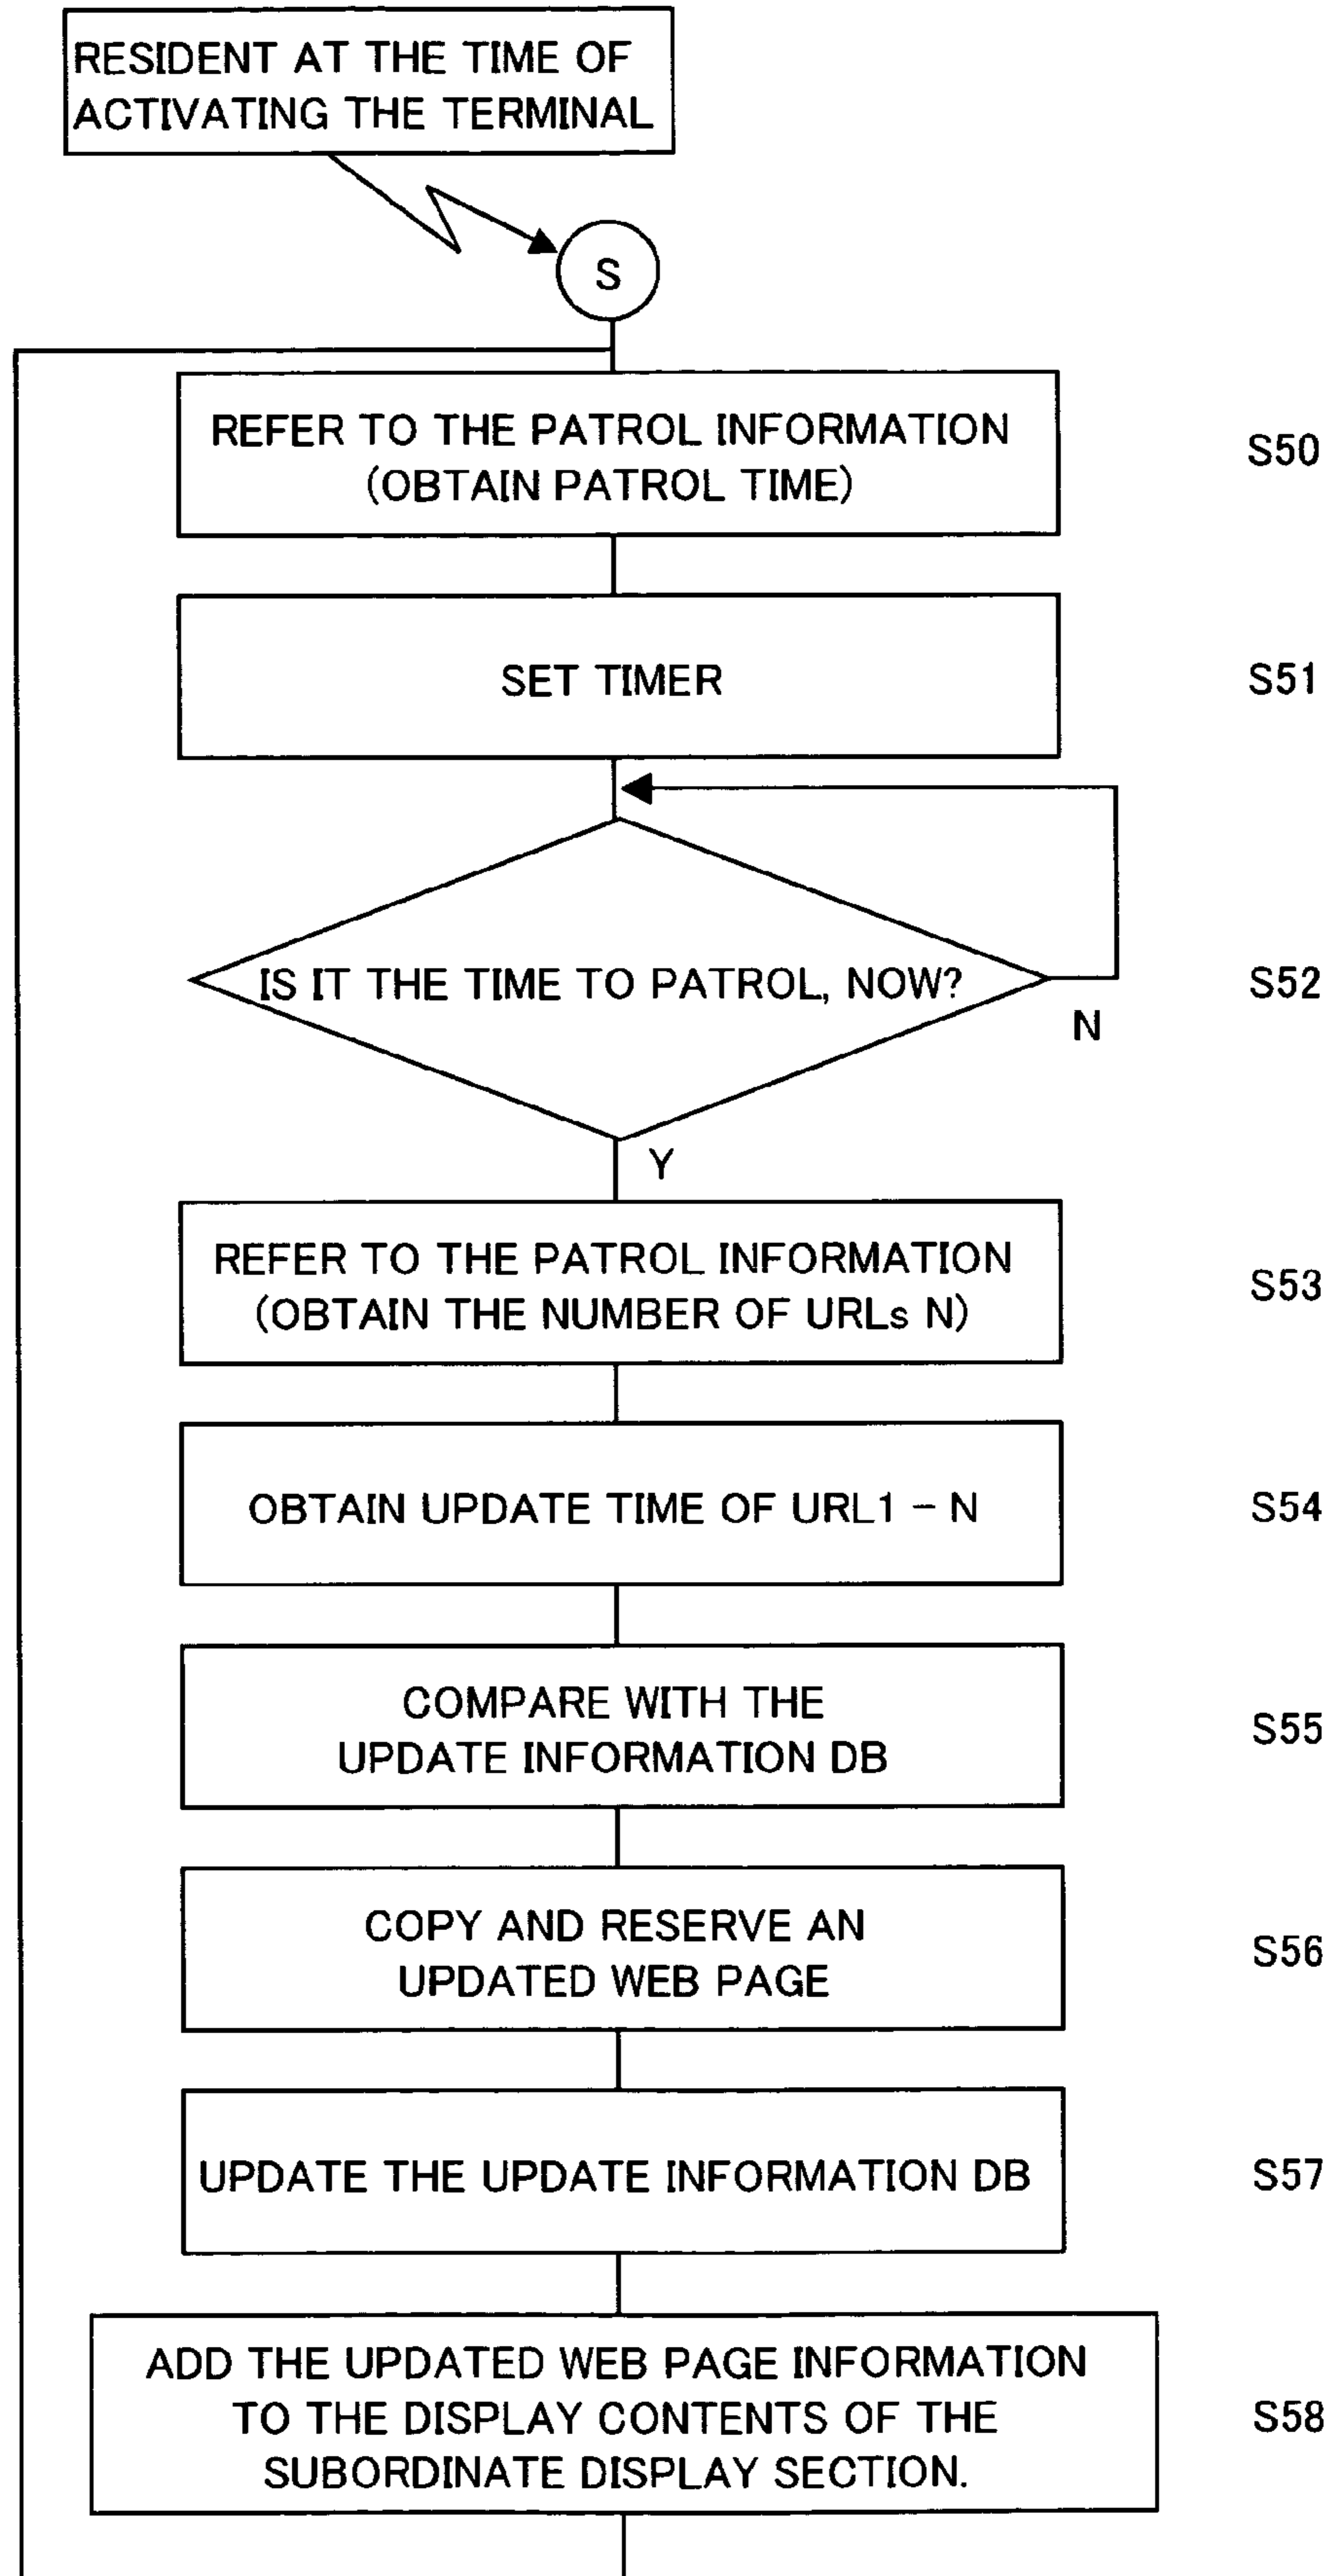 RESIDENT AT THE TIME OF
ACTIVATING THE TERMINAL
S
REFER TO THE PATROL INFORMATION
(OBTAIN PATROL TIME)
S50
SET TIMER
S51
IS IT THE TIME TO PATROL, NOW?
S52
N
Y
REFER TO THE PATROL INFORMATION
(OBTAIN THE NUMBER OF URLs N)
S53
OBTAIN UPDATE TIME OF URL1 – N
S54
COMPARE WITH THE
UPDATE INFORMATION DB
S55
COPY AND RESERVE AN
UPDATED WEB PAGE
S56
UPDATE THE UPDATE INFORMATION DB
S57
ADD THE UPDATED WEB PAGE INFORMATION
TO THE DISPLAY CONTENTS OF THE
SUBORDINATE DISPLAY SECTION.
S58